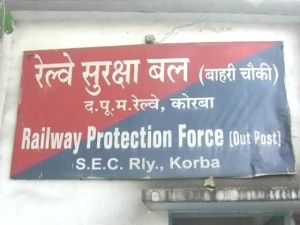 रेल्वे सुरक्षा बल (बाहरी चौकी)
द.पू.म.रेल्वे, कोरबा
Railway Protection Force (Out Post)
S.E.C. Rly., Korba